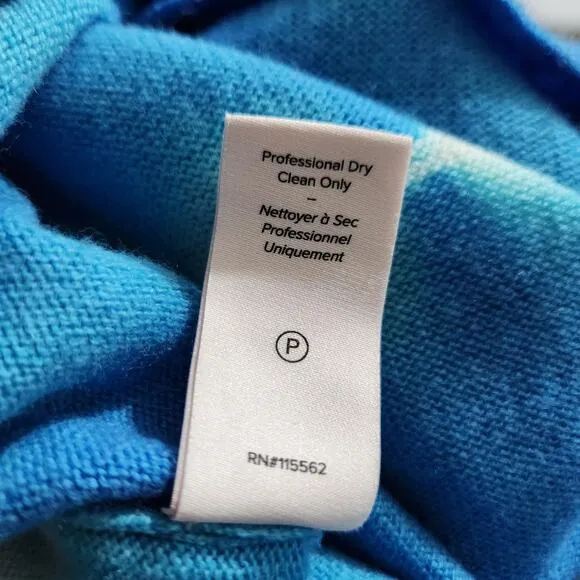 Professional Dry
Clean Only
–
Nettoyer à Sec
Professionnel
Uniquement
P
RN#115562